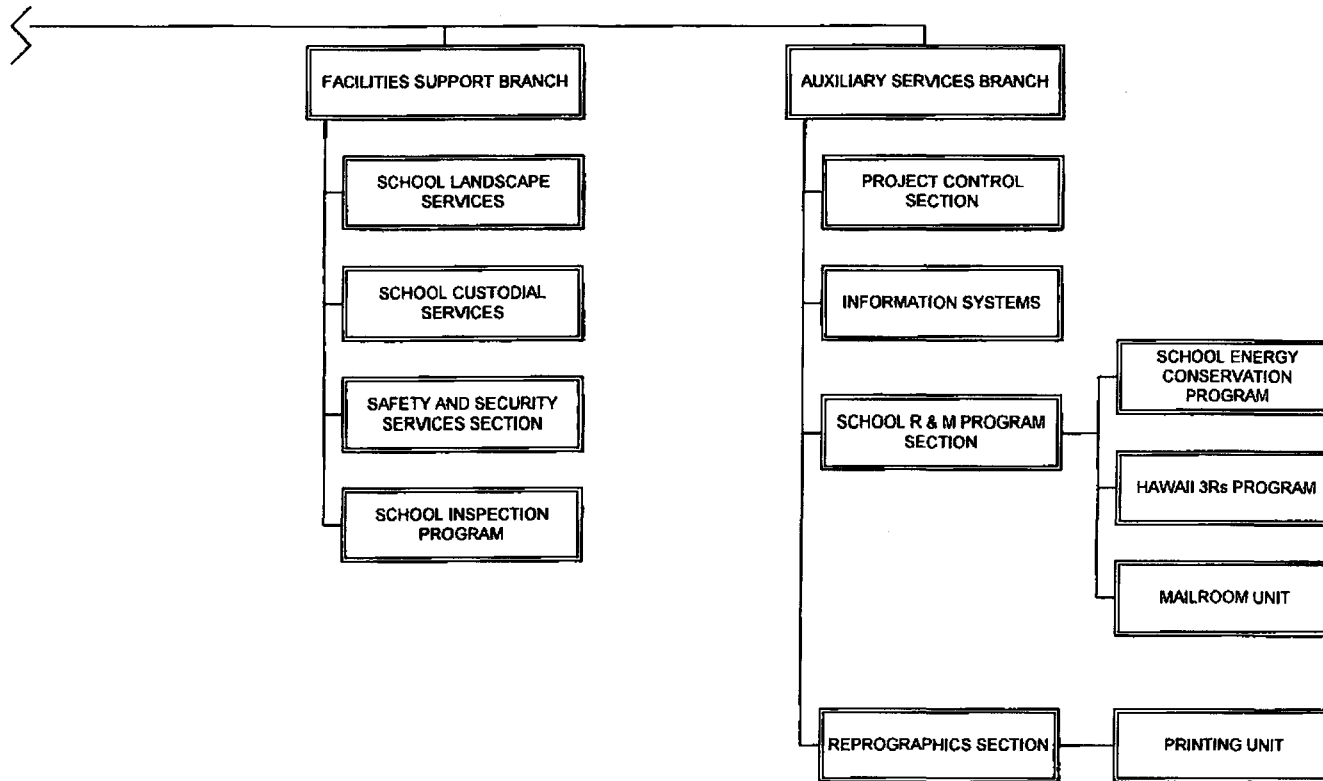 FACILITIES SUPPORT BRANCH
SCHOOL LANDSCAPE
SERVICES
SCHOOL CUSTODIAL
SERVICES
SAFETY AND SECURITY
SERVICES SECTION
SCHOOL INSPECTION
PROGRAM
AUXILIARY SERVICES BRANCH
PROJECT CONTROL
SECTION
INFORMATION SYSTEMS
SCHOOL R & M PROGRAM
SECTION
SCHOOL ENERGY
CONSERVATION
PROGRAM
HAWAII 3Rs PROGRAM
MAILROOM UNIT
REPROGRAPHICS SECTION
PRINTING UNIT